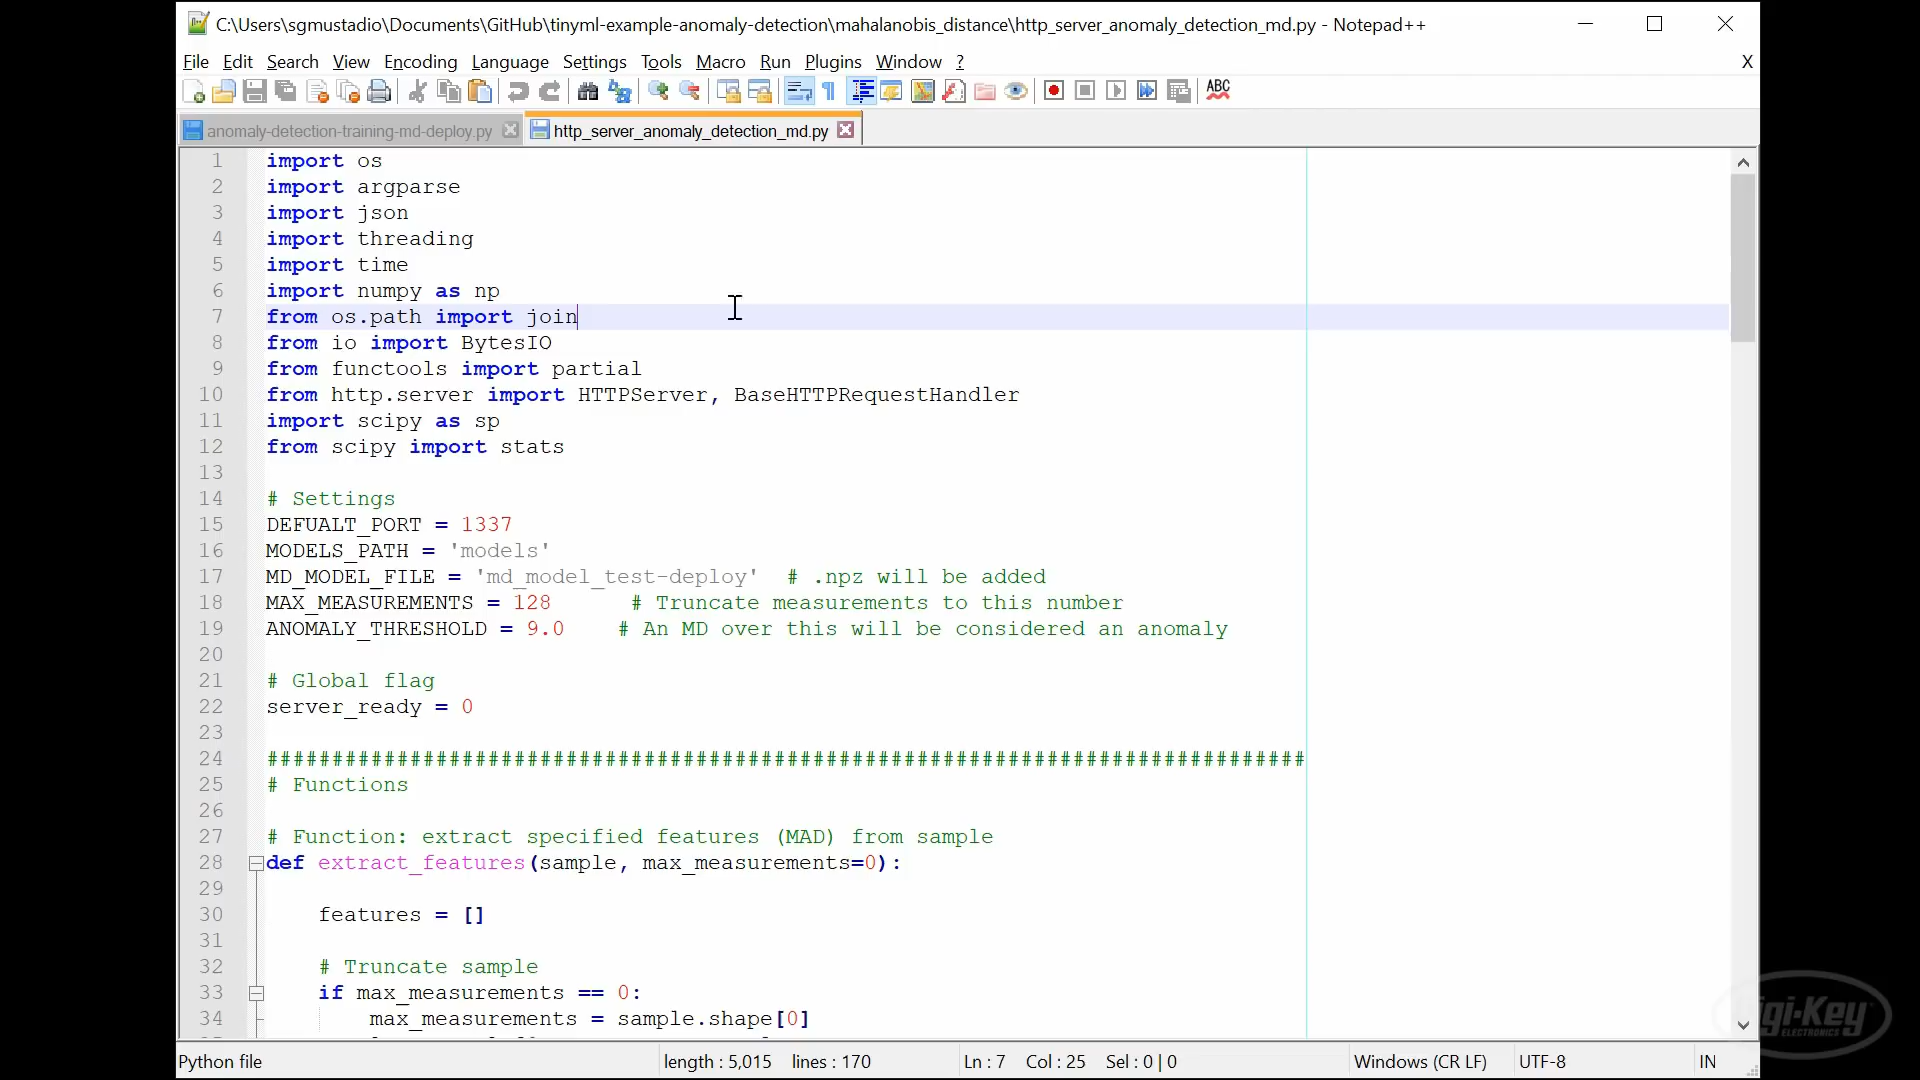 C:\Users\sgmustadio\Documents\GitHub\tinyml-example-anomaly-detection\mahalanobis_distance\http_server_anomaly_detection_md.py - Notepad++
File Edit Search View Encoding Language Settings Tools Macro Run Plugins Window ? X
ABC
anomaly-detection-training-md-deploy.py http_server_anomaly_detection_md.py
1 import os
2 import argparse
3 import json
4 import threading
5 import time
6 import numpy as np
7 from os.path import join
8 from io import BytesIO
9 from functools import partial
10 from http.server import HTTPServer, BaseHTTPRequestHandler
11 import scipy as sp
12 from scipy import stats
13
14 # Settings
15 DEFUALT_PORT = 1337
16 MODELS_PATH = 'models'
17 MD_MODEL_FILE = 'md_model_test-deploy'  # .npz will be added
18 MAX_MEASUREMENTS = 128      # Truncate measurements to this number
19 ANOMALY_THRESHOLD = 9.0    # An MD over this will be considered an anomaly
20
21 # Global flag
22 server_ready = 0
23
24 ################################################################################
25 # Functions
26
27 # Function: extract specified features (MAD) from sample
28 def extract_features(sample, max_measurements=0):
29
30     features = []
31
32     # Truncate sample
33     if max_measurements == 0:
34         max_measurements = sample.shape[0]
Digi-Key
ELECTRONICS
Python file length : 5,015 lines : 170 Ln : 7 Col : 25 Sel : 0 | 0 Windows (CR LF) UTF-8 IN